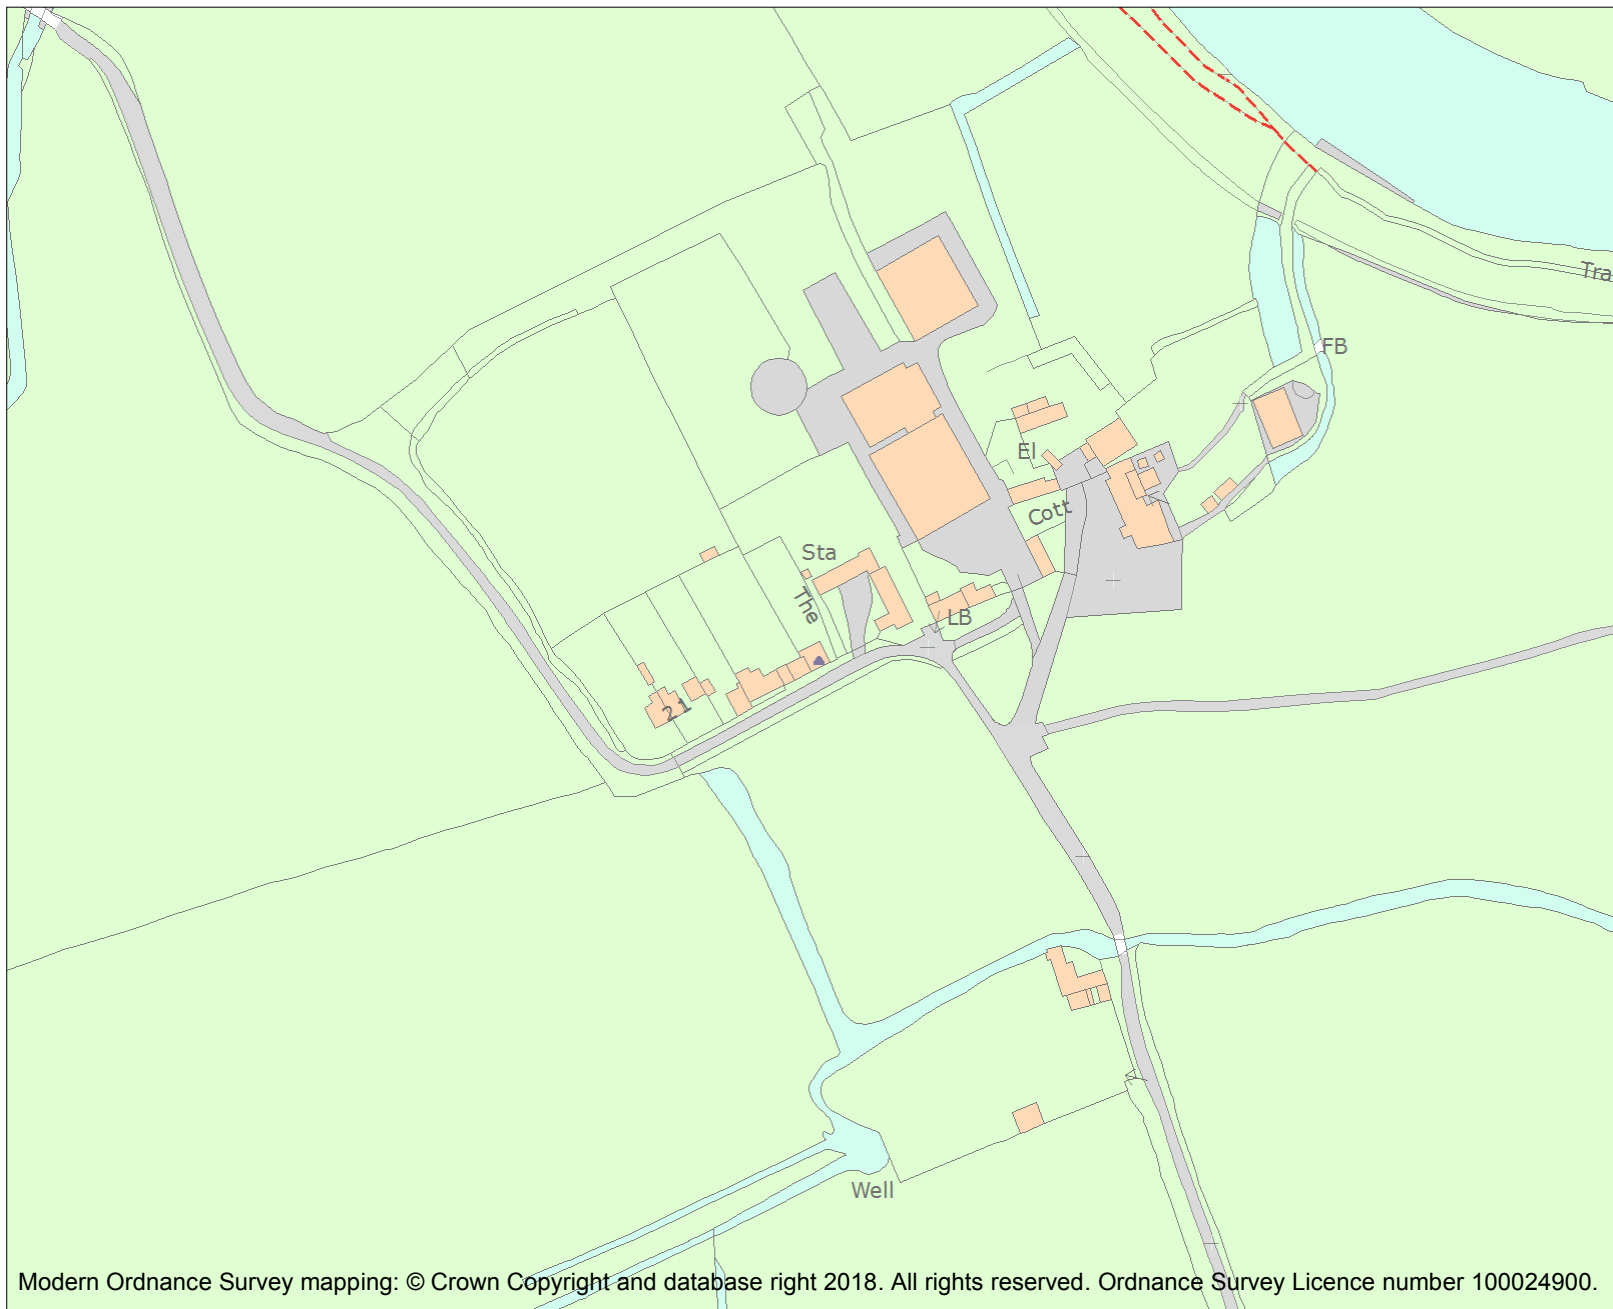 Tra
FB
El
Cott
Sta
The
LB
21
Well
Modern Ordnance Survey mapping: © Crown Copyright and database right 2018. All rights reserved. Ordnance Survey Licence number 100024900.